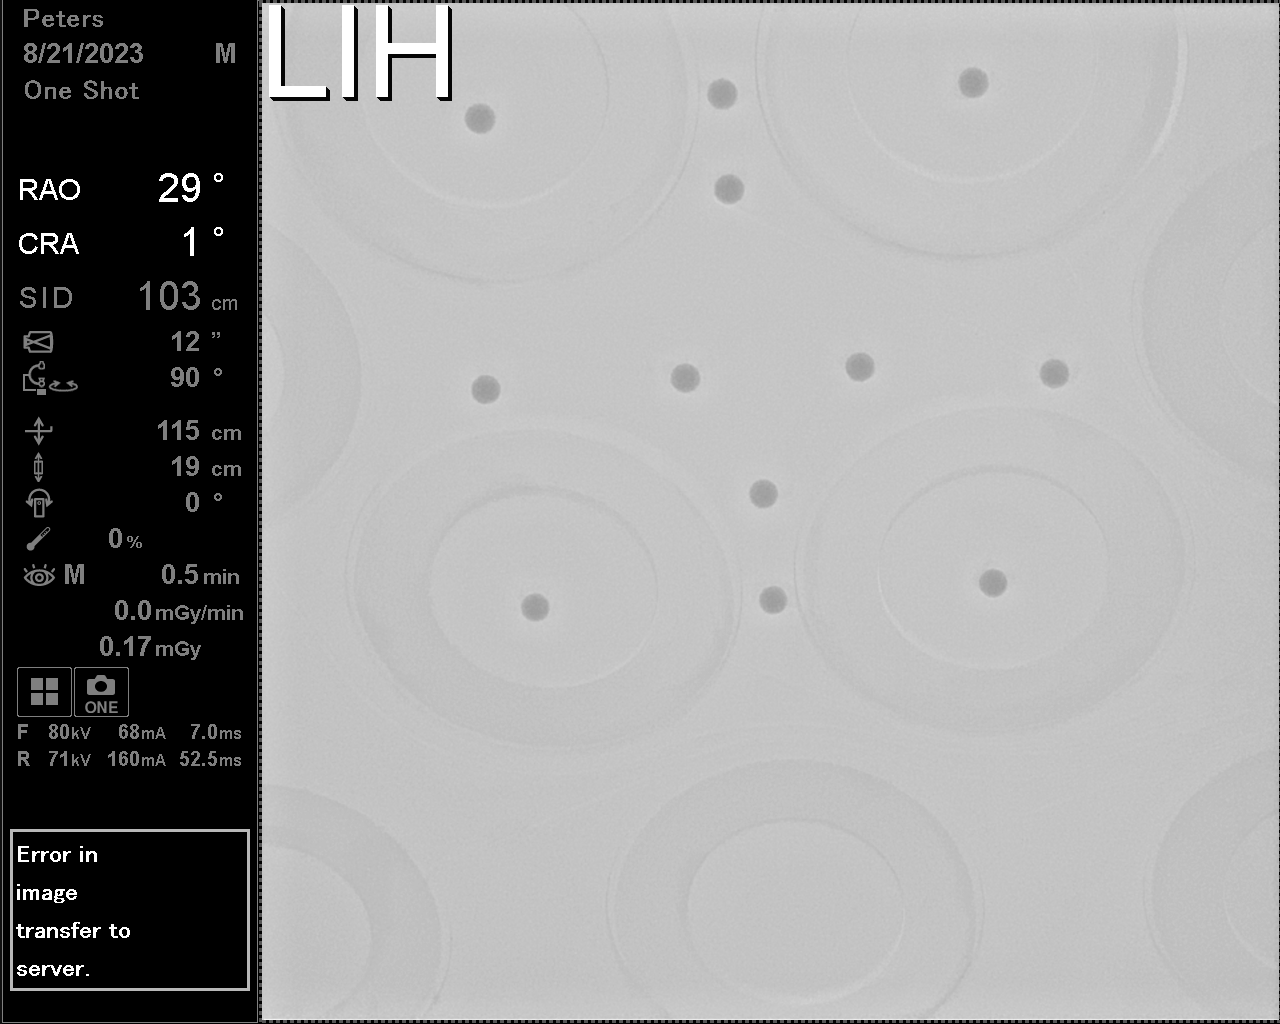 Peters
8/21/2023 M
One Shot
LIH
RAO 29 °
CRA 1 °
SID 103 cm
12 ”
90 °
115 cm
19 cm
0 °
0 %
M 0.5 min
0.0 mGy/min
0.17 mGy
ONE
F 80kV 68mA 7.0ms
R 71kV 160mA 52.5ms
Error in
image
transfer to
server.